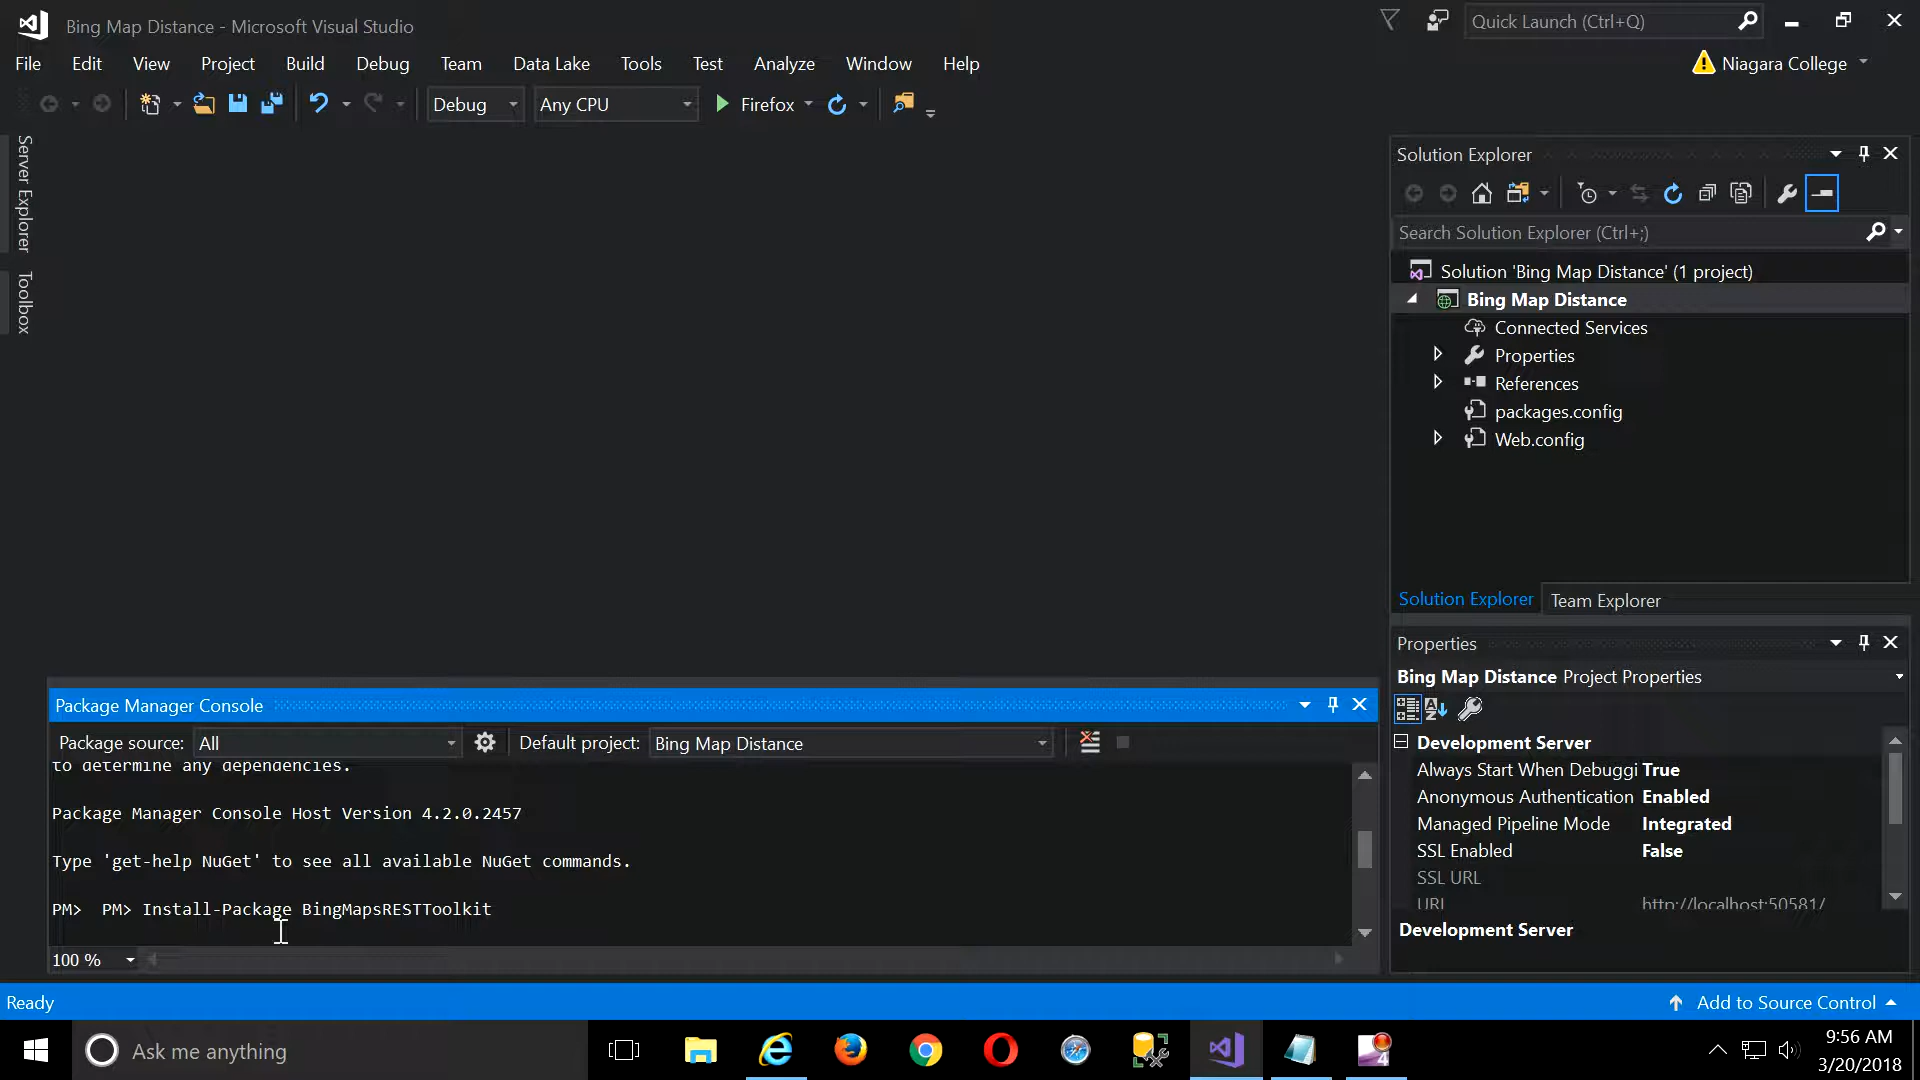 Bing Map Distance - Microsoft Visual Studio
Quick Launch (Ctrl+Q)
File Edit View Project Build Debug Team Data Lake Tools Test Analyze Window Help
Niagara College
Debug Any CPU Firefox
Server Explorer
Toolbox
Solution Explorer
Search Solution Explorer (Ctrl+;)
Solution 'Bing Map Distance' (1 project)
Bing Map Distance
Connected Services
Properties
References
packages.config
Web.config
Solution Explorer Team Explorer
Properties
Bing Map Distance Project Properties
Development Server
Always Start When Debuggi True
Anonymous Authentication Enabled
Managed Pipeline Mode Integrated
SSL Enabled False
SSL URL
URL http://localhost:50581/
Development Server
Package Manager Console
Package source: All Default project: Bing Map Distance
to determine any dependencies.
Package Manager Console Host Version 4.2.0.2457
Type 'get-help NuGet' to see all available NuGet commands.
PM> PM> Install-Package BingMapsRESTToolkit
100 %
Ready
Add to Source Control
Ask me anything
4
9:56 AM
3/20/2018